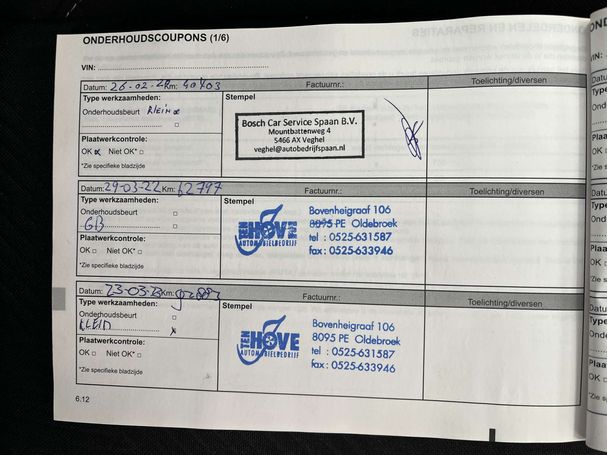 ONDERHOUDSCOUPONS (1/6)
VIN:
Datum: 26-02- Km: 40403 Factuurnr.: Toelichting/diversen
Type werkzaamheden: Stempel
Onderhoudsbeurt KLEIN
Bosch Car Service Spaan B.V.
Mountbattenweg 4
5466 AX Veghel
veghel@autobedrijfspaan.nl
Plaatwerkcontrole:
OK Niet OK*
*Zie specifieke bladzijde
Datum: 29-03-22 Km: 62797 Factuurnr.: Toelichting/diversen
Type werkzaamheden: Stempel
Onderhoudsbeurt
GB
TEN HOVE
AUTOMOBIELBEDRIJF
Bovenheigraaf 106
8095 PE Oldebroek
tel : 0525-631587
fax : 0525-633946
Plaatwerkcontrole:
OK Niet OK*
*Zie specifieke bladzijde
Datum: 23-03-23 Km: Factuurnr.: Toelichting/diversen
Type werkzaamheden: Stempel
Onderhoudsbeurt
KLEIN
TEN HOVE
AUTOMOBIELBEDRIJF
Bovenheigraaf 106
8095 PE Oldebroek
tel : 0525-631587
fax : 0525-633946
Plaatwerkcontrole:
OK Niet OK*
*Zie specifieke bladzijde
6.12